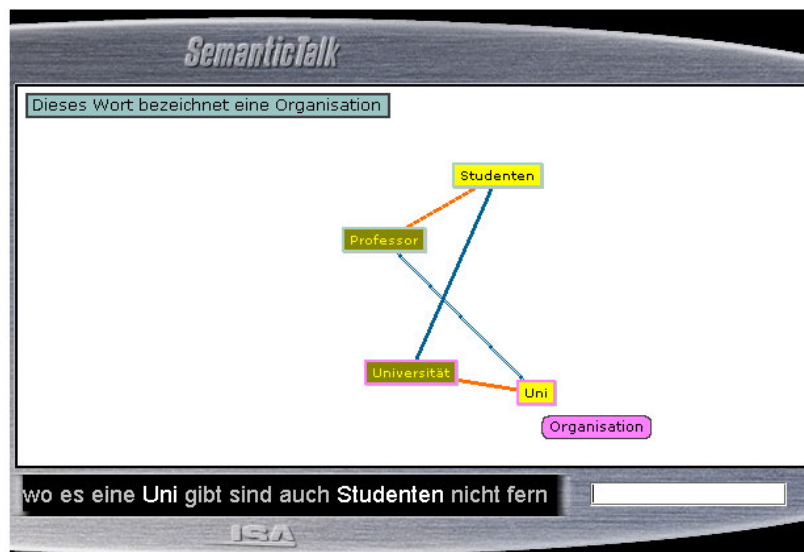 SemanticTalk
Dieses Wort bezeichnet eine Organisation
Studenten
Professor
Universität
Uni
Organisation
wo es eine Uni gibt sind auch Studenten nicht fern
ISA